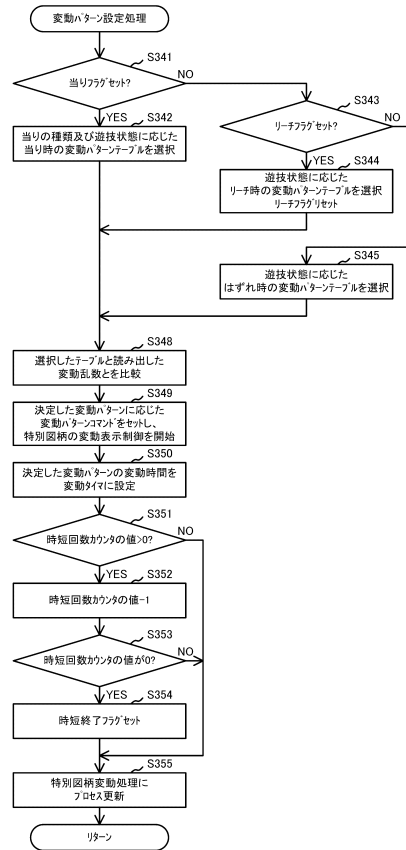 変動パターン設定処理
S341
当りフラグセット?
NO
YES
S342
当りの種類及び遊技状態に応じた
当り時の変動パターンテーブルを選択
S343
リーチフラグセット?
NO
YES
S344
遊技状態に応じた
リーチ時の変動パターンテーブルを選択
リーチフラグリセット
S345
遊技状態に応じた
はずれ時の変動パターンテーブルを選択
S348
選択したテーブルと読み出した
変動乱数とを比較
S349
決定した変動パターンに応じた
変動パターンコマンドをセットし、
特別図柄の変動表示制御を開始
S350
決定した変動パターンの変動時間を
変動タイマに設定
S351
時短回数カウンタの値>0?
NO
YES
S352
時短回数カウンタの値-1
S353
時短回数カウンタの値が0?
NO
YES
S354
時短終了フラグセット
S355
特別図柄変動処理に
プロセス更新
リターン